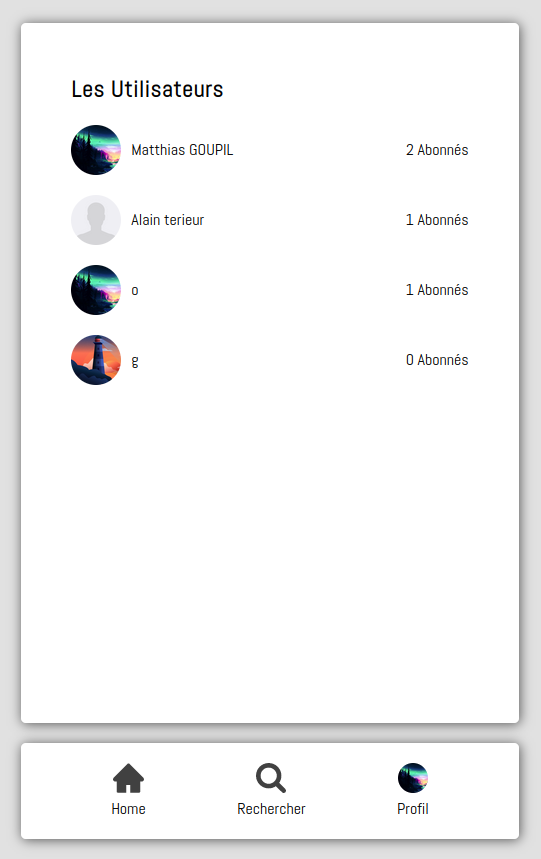 Les Utilisateurs
Matthias GOUPIL 2 Abonnés
Alain terieur 1 Abonnés
o 1 Abonnés
g 0 Abonnés
Home Rechercher Profil